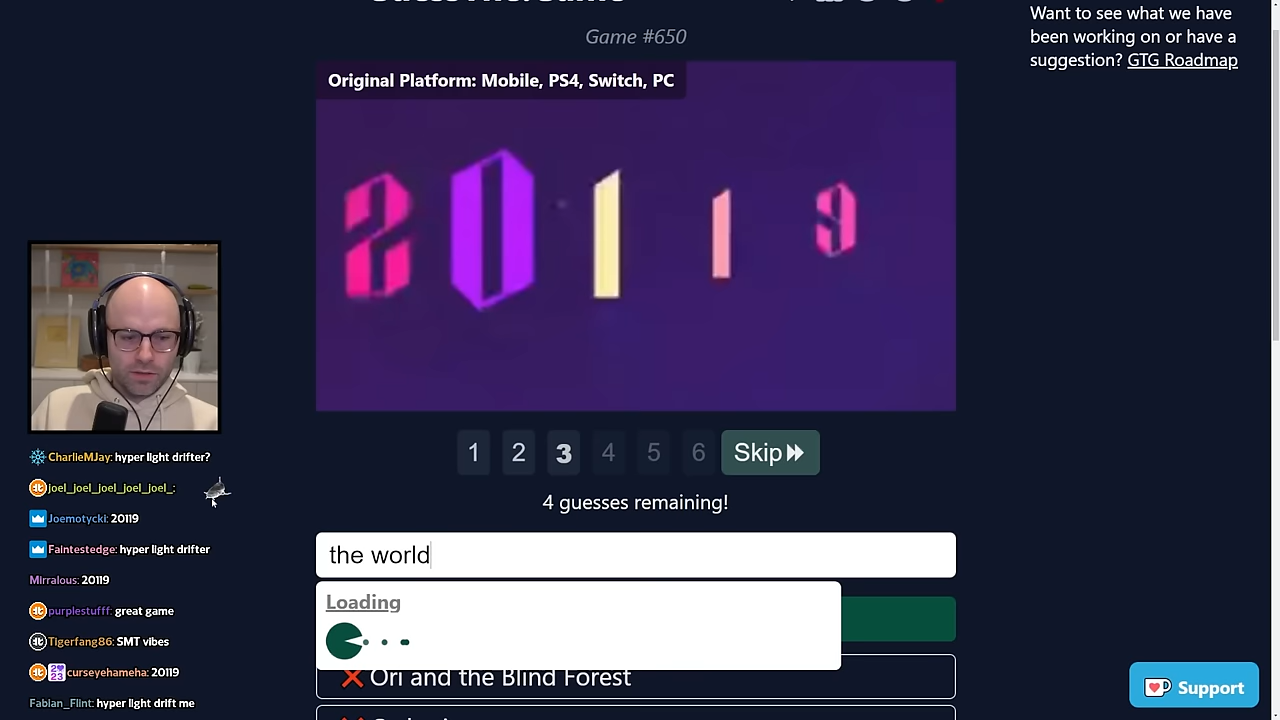 Game #650
Want to see what we have
been working on or have a
suggestion? GTG Roadmap
Original Platform: Mobile, PS4, Switch, PC
20119
1 2 3 4 5 6 Skip
4 guesses remaining!
the world
Loading
Ori and the Blind Forest
CharlieMJay: hyper light drifter?
joel_joel_joel_joel_joel_:
Joemotycki: 20119
Faintestedge: hyper light drifter
Mirralous: 20119
purplestufff: great game
Tigerfang86: SMT vibes
curseyehameha: 20119
Fabian_Flint: hyper light drift me
Support